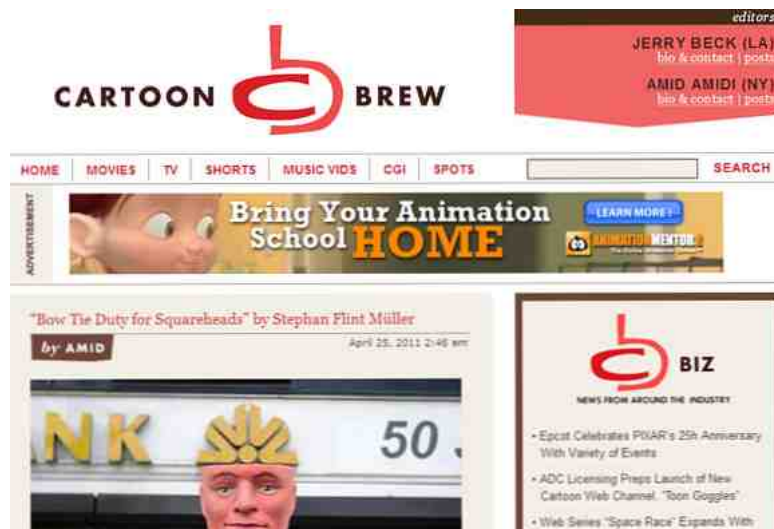 editors
JERRY BECK (LA)
bio & contact | posts
AMID AMIDI (NY)
bio & contact | posts
CARTOON BREW
HOME MOVIES TV SHORTS MUSIC VIDS CGI SPOTS SEARCH
ADVERTISEMENT
Bring Your Animation
School HOME
LEARN MORE!
ANIMATION MENTOR
"Bow Tie Duty for Squareheads" by Stephan Flint Müller
by AMID
April 25, 2011 2:46 am
ANK 50
BIZ
NEWS FROM AROUND THE INDUSTRY
• Epcot Celebrates PIXAR's 25h Anniversary
With Variety of Events
• ADC Licensing Preps Launch of New
Cartoon Web Channel, "Toon Goggles"
• Web Series "Space Race" Expands With